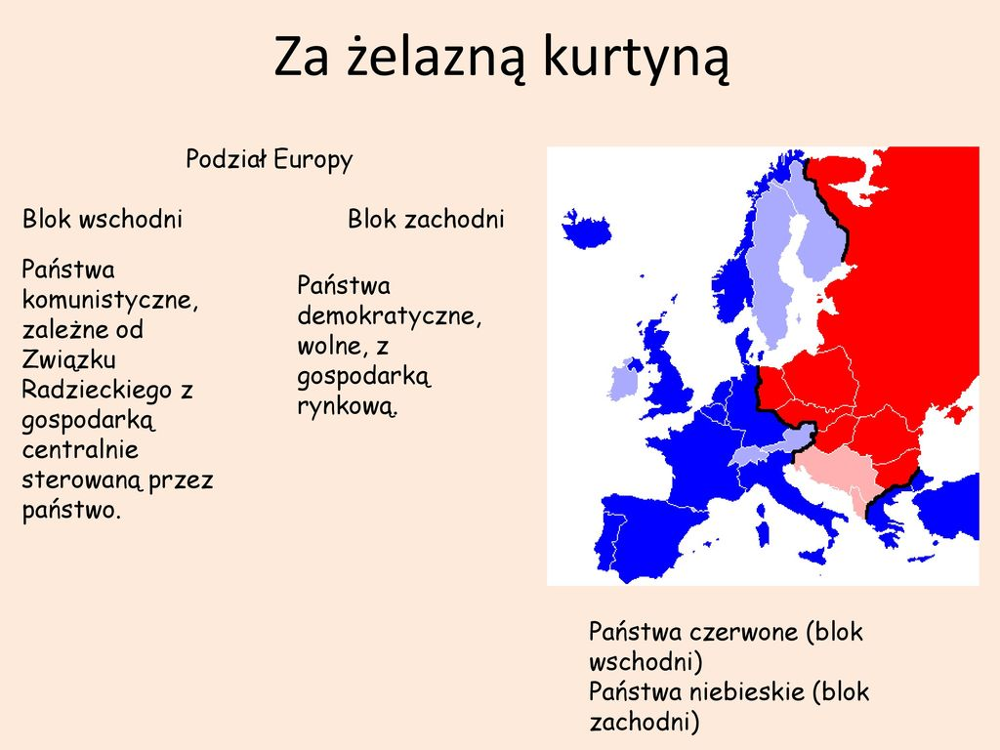 Za żelazną kurtyną
Podział Europy
Blok wschodni
Blok zachodni
Państwa
komunistyczne,
zależne od
Związku
Radzieckiego z
gospodarką
centralnie
sterowaną przez
państwo.
Państwa
demokratyczne,
wolne, z
gospodarką
rynkową.
Państwa czerwone (blok
wschodni)
Państwa niebieskie (blok
zachodni)